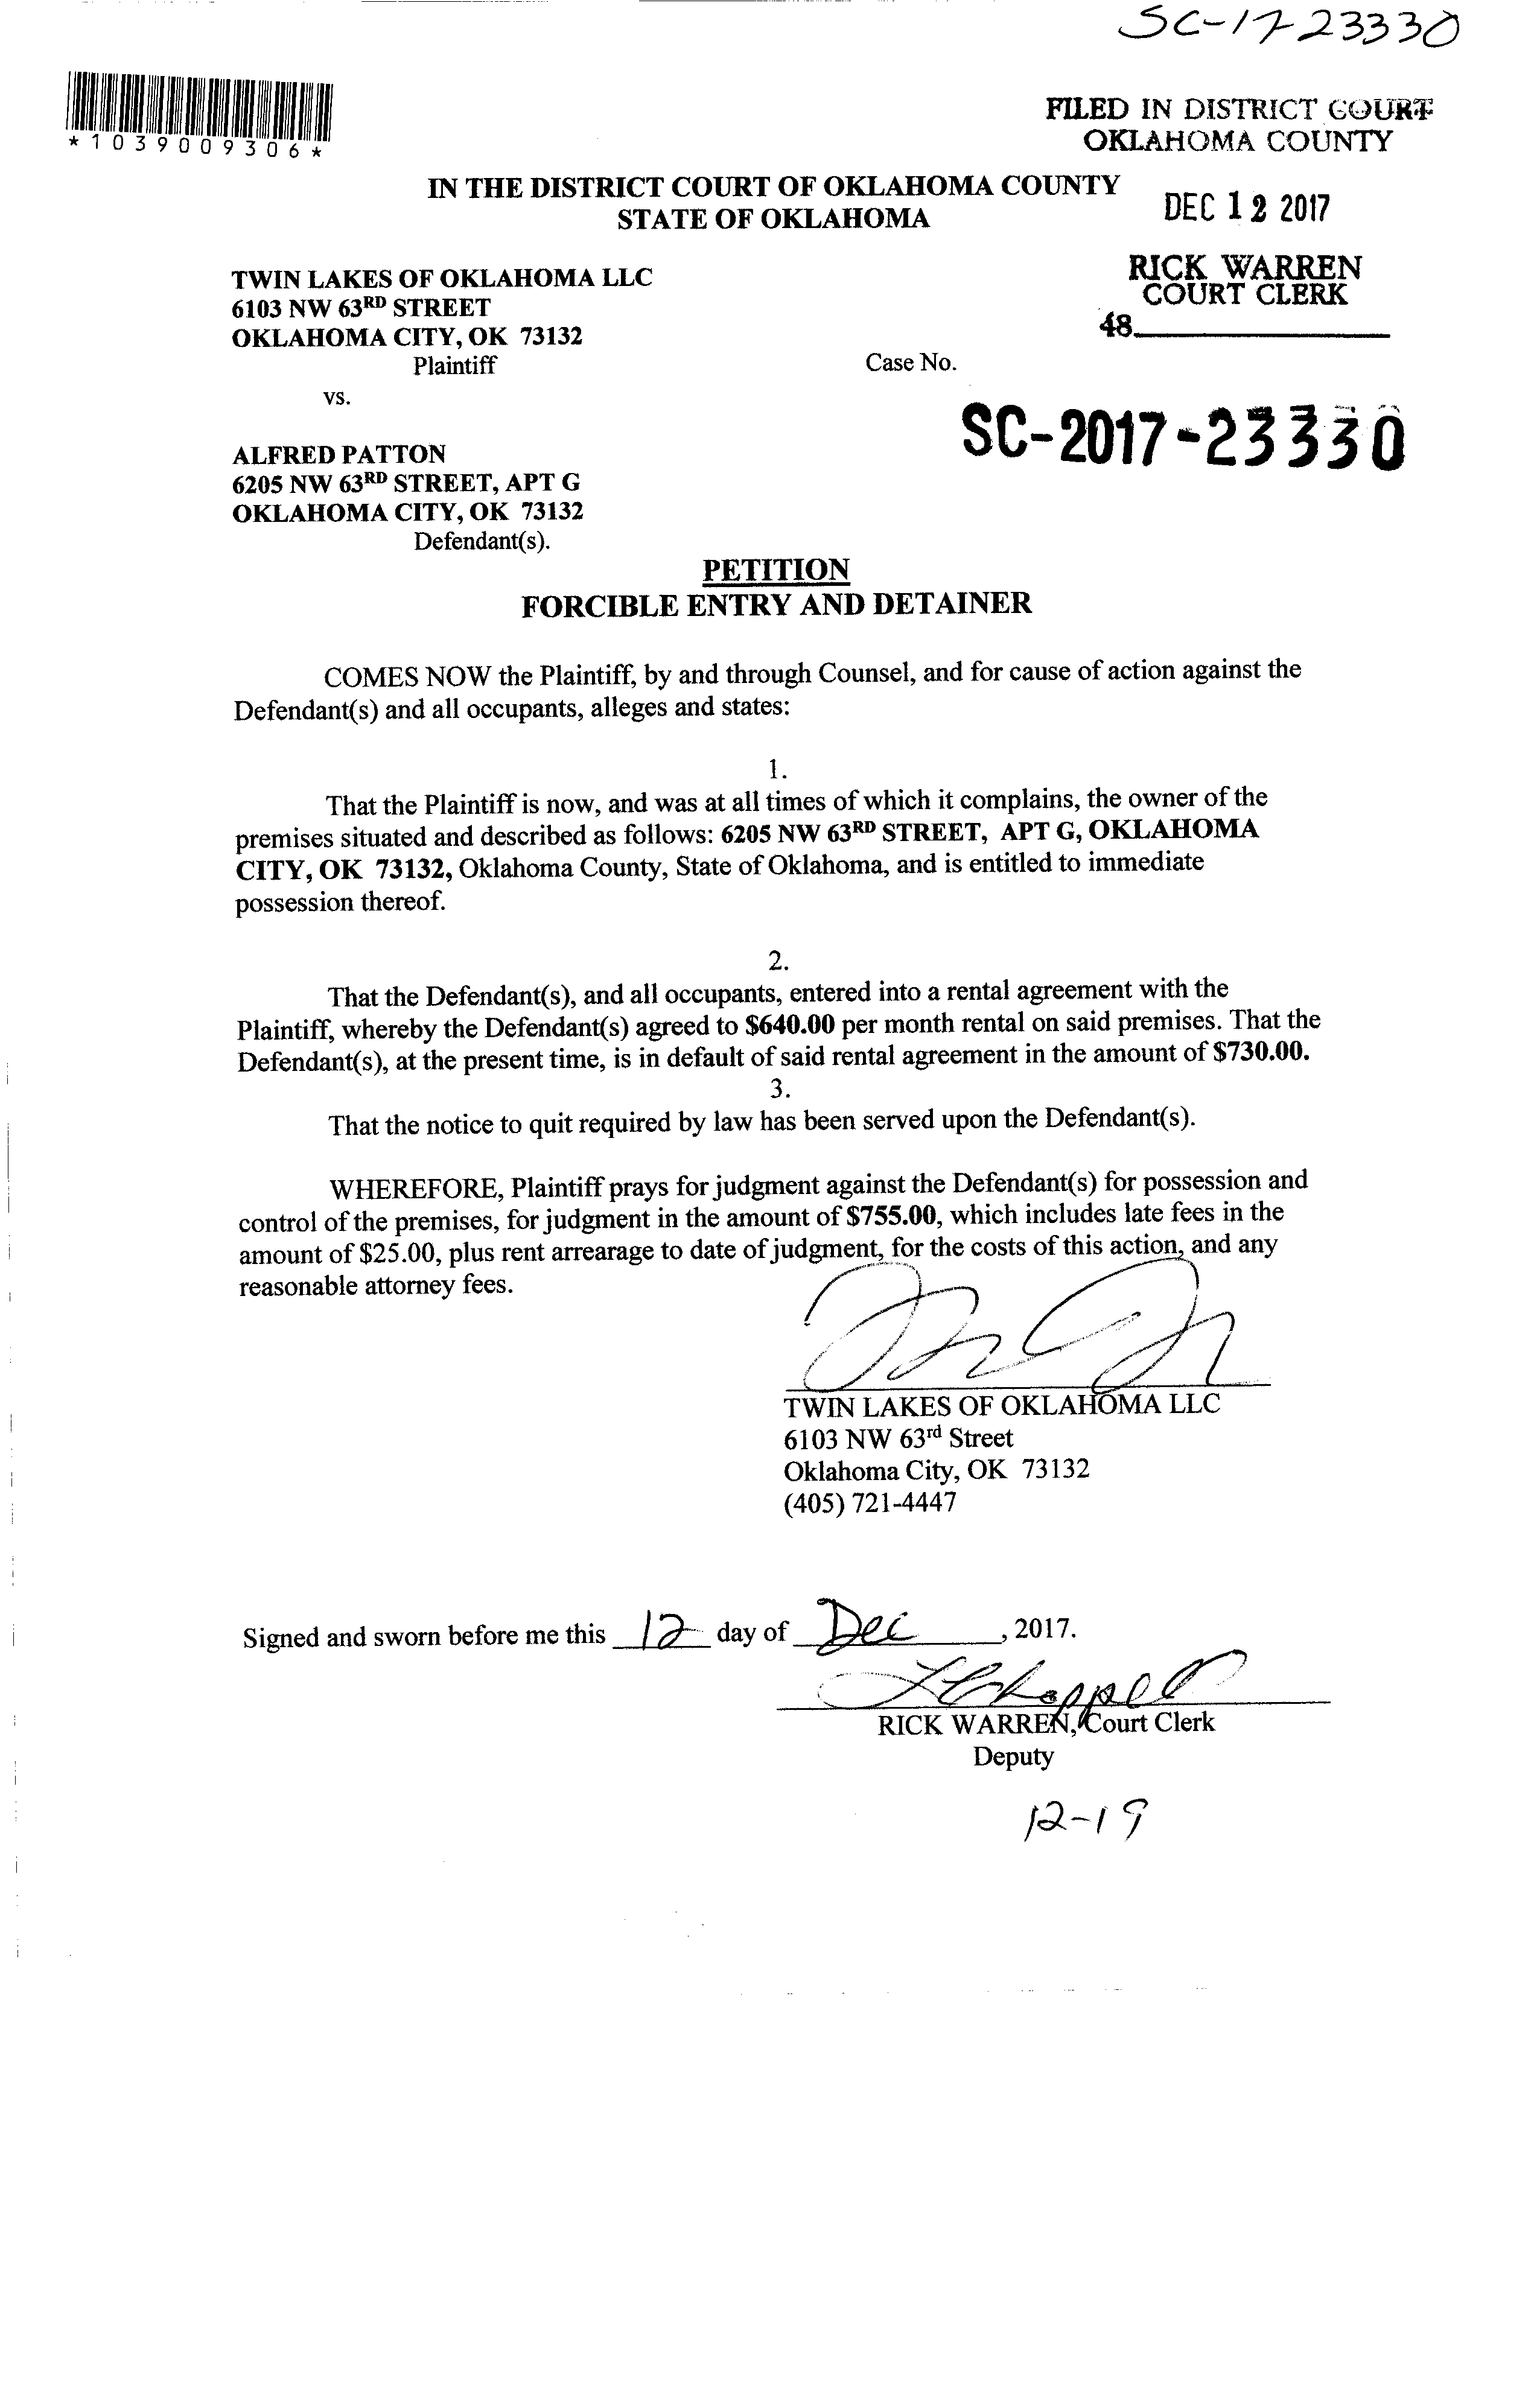 SC-17-23330
*1039009306*
FILED IN DISTRICT COURT
OKLAHOMA COUNTY
IN THE DISTRICT COURT OF OKLAHOMA COUNTY
STATE OF OKLAHOMA
DEC 12 2017
TWIN LAKES OF OKLAHOMA LLC
6103 NW 63RD STREET
OKLAHOMA CITY, OK 73132
Plaintiff
RICK WARREN
COURT CLERK
48
Case No.
vs.
SC-2017-23330
ALFRED PATTON
6205 NW 63RD STREET, APT G
OKLAHOMA CITY, OK 73132
Defendant(s).
PETITION
FORCIBLE ENTRY AND DETAINER
COMES NOW the Plaintiff, by and through Counsel, and for cause of action against the
Defendant(s) and all occupants, alleges and states:
1.
That the Plaintiff is now, and was at all times of which it complains, the owner of the
premises situated and described as follows: 6205 NW 63RD STREET, APT G, OKLAHOMA
CITY, OK 73132, Oklahoma County, State of Oklahoma, and is entitled to immediate
possession thereof.
2.
That the Defendant(s), and all occupants, entered into a rental agreement with the
Plaintiff, whereby the Defendant(s) agreed to $640.00 per month rental on said premises. That the
Defendant(s), at the present time, is in default of said rental agreement in the amount of $730.00.
3.
That the notice to quit required by law has been served upon the Defendant(s).
WHEREFORE, Plaintiff prays for judgment against the Defendant(s) for possession and
control of the premises, for judgment in the amount of $755.00, which includes late fees in the
amount of $25.00, plus rent arrearage to date of judgment, for the costs of this action, and any
reasonable attorney fees.
TWIN LAKES OF OKLAHOMA LLC
6103 NW 63rd Street
Oklahoma City, OK 73132
(405) 721-4447
Signed and sworn before me this 12 day of Dec, 2017.
RICK WARREN, Court Clerk
Deputy
12-19